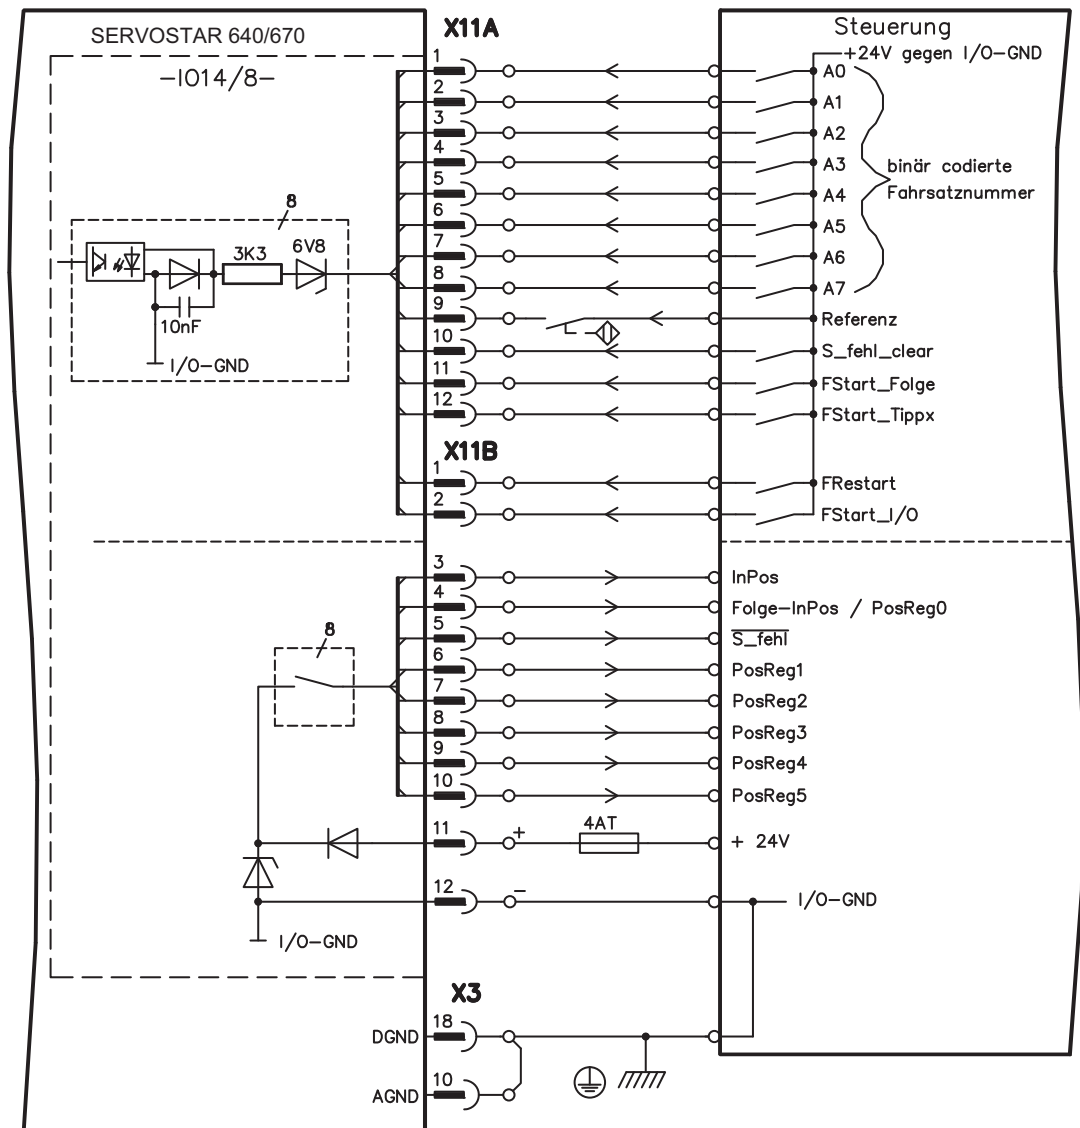 SERVOSTAR 640/670
-IO14/8-
X11A
Steuerung
+24V gegen I/O-GND
1
A0
2
A1
3
A2
4
A3
binär codierte
Fahrsatznummer
5
A4
6
A5
7
A6
8
A7
9
Referenz
10
S_fehl_clear
11
FStart_Folge
12
FStart_Tippx
8
3K3
6V8
10nF
I/O-GND
X11B
1
FRestart
2
FStart_I/O
3
InPos
4
Folge-InPos / PosReg0
5
S_fehl
6
PosReg1
7
PosReg2
8
PosReg3
9
PosReg4
10
PosReg5
8
11
+
4AT
+ 24V
12
-
I/O-GND
I/O-GND
X3
DGND
18
AGND
10